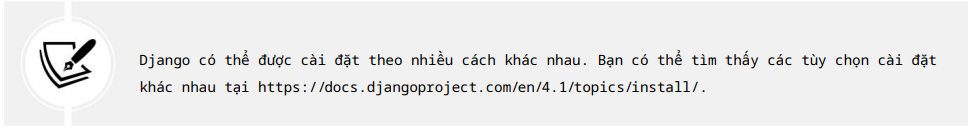 Django có thể được cài đặt theo nhiều cách khác nhau. Bạn có thể tìm thấy các tùy chọn cài đặt
khác nhau tại https://docs.djangoproject.com/en/4.1/topics/install/.